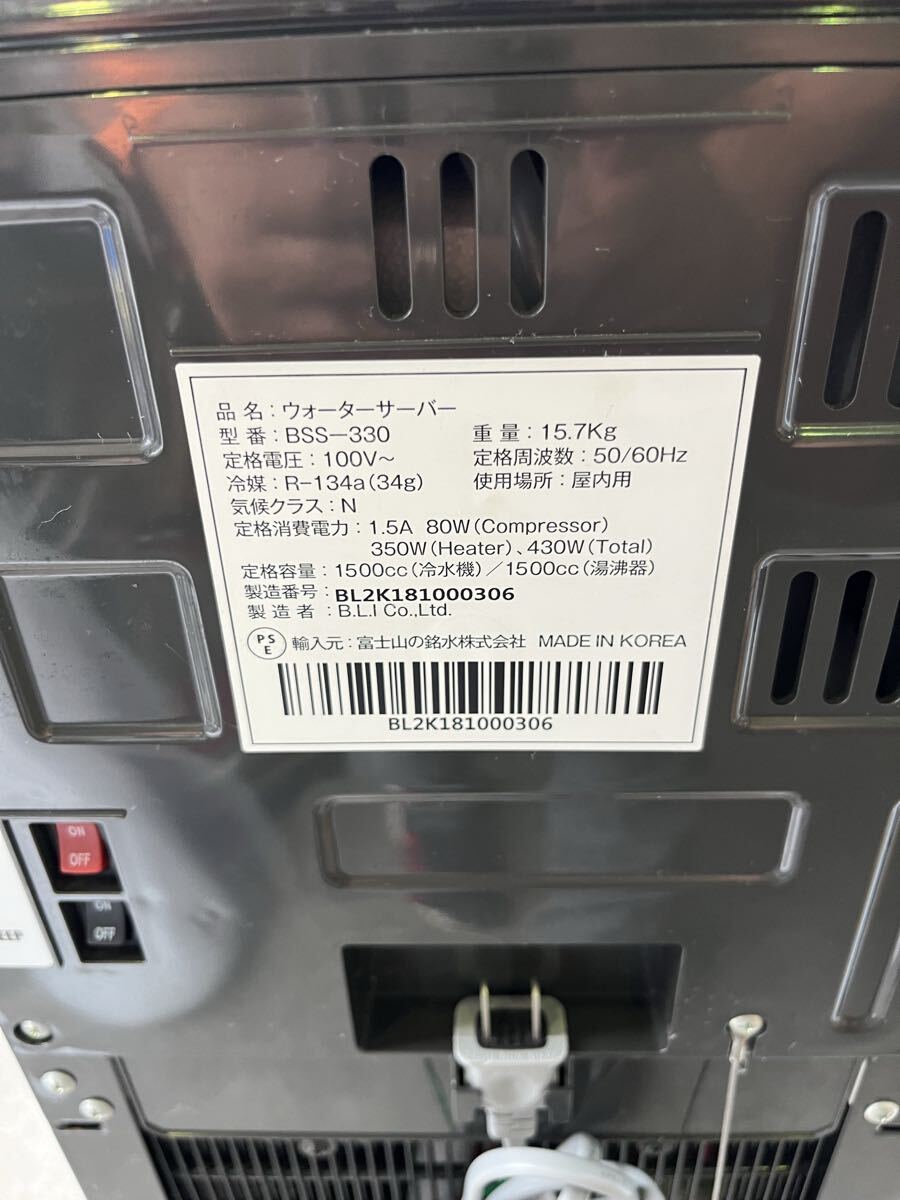 品 名：ウォーターサーバー
型 番：BSS-330 重 量：15.7Kg
定格電圧：100V～ 定格周波数：50/60Hz
冷媒：R-134a(34g) 使用場所：屋内用
気候クラス：N
定格消費電力：1.5A 80W(Compressor)
350W(Heater)、430W(Total)
定格容量：1500cc(冷水機)／1500cc(湯沸器)
製造番号：BL2K181000306
製 造 者：B.L.I Co.,Ltd.
PSE 輸入元：富士山の銘水株式会社 MADE IN KOREA
BL2K181000306
ON
OFF
ON
OFF